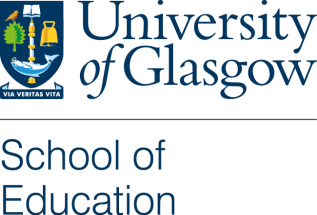 University
of Glasgow
VIA VERITAS VITA
School of
Education